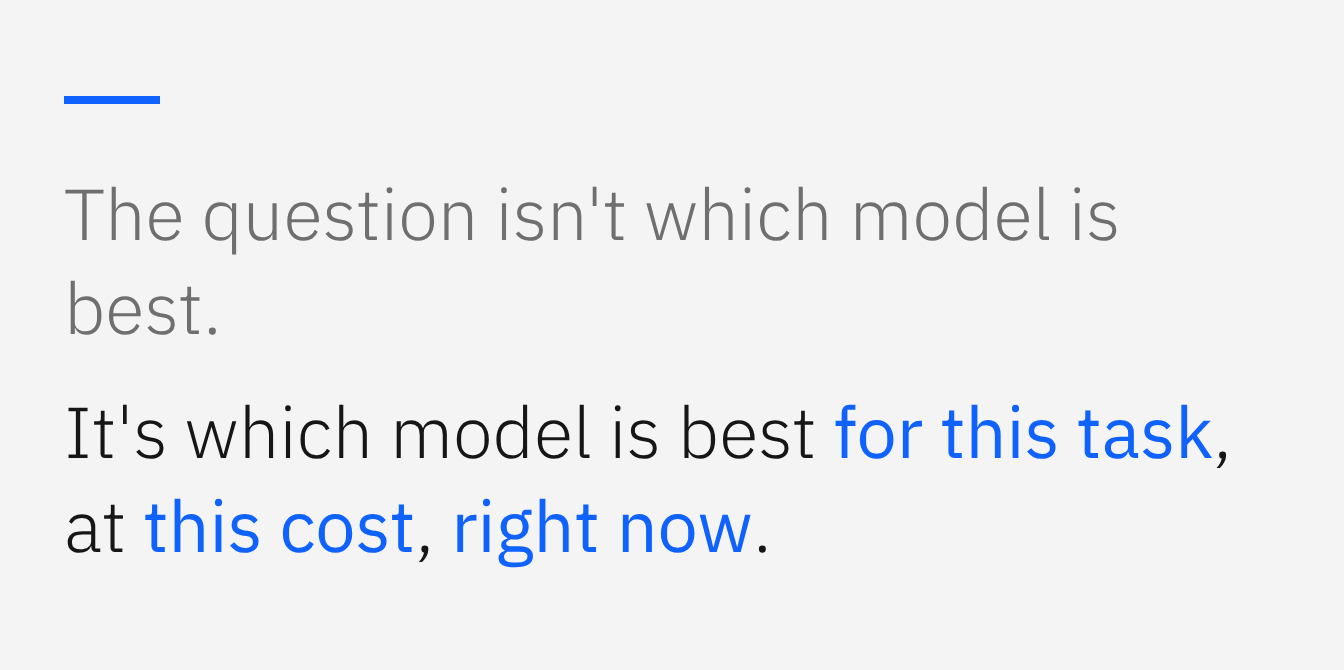 The question isn't which model is
best.
It's which model is best for this task,
at this cost, right now.